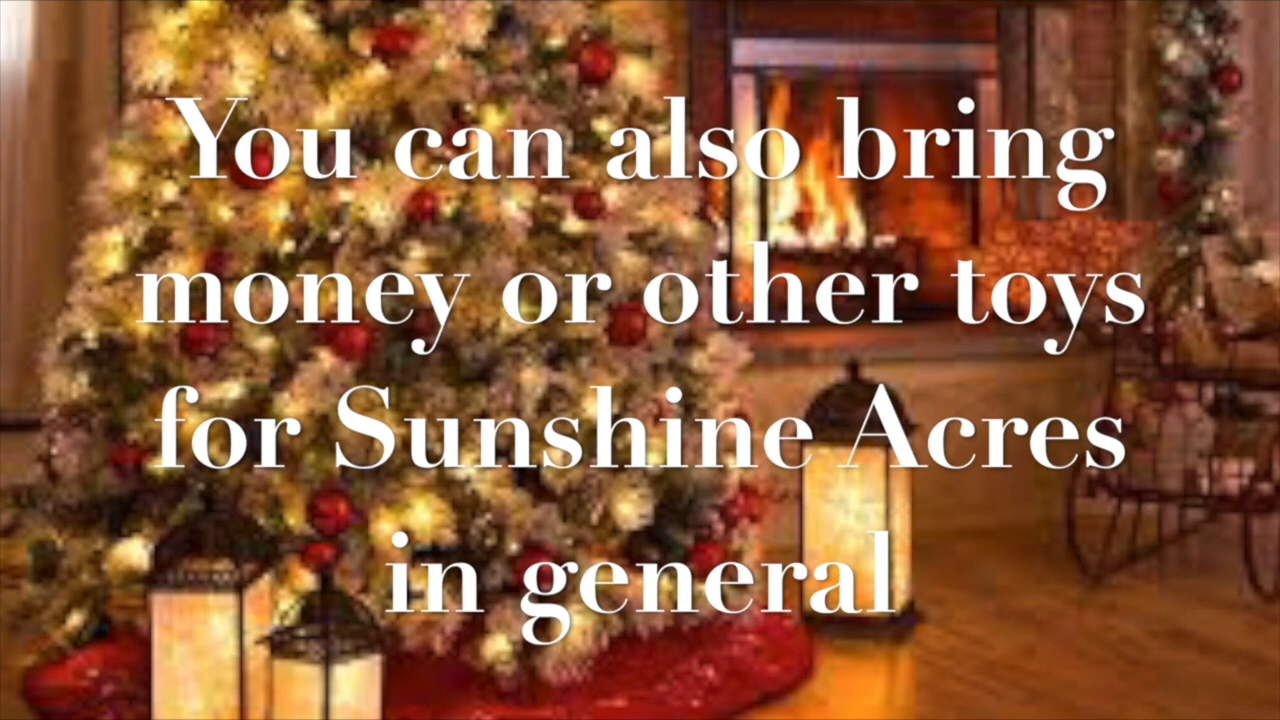 You can also bring
money or other toys
for Sunshine Acres
in general